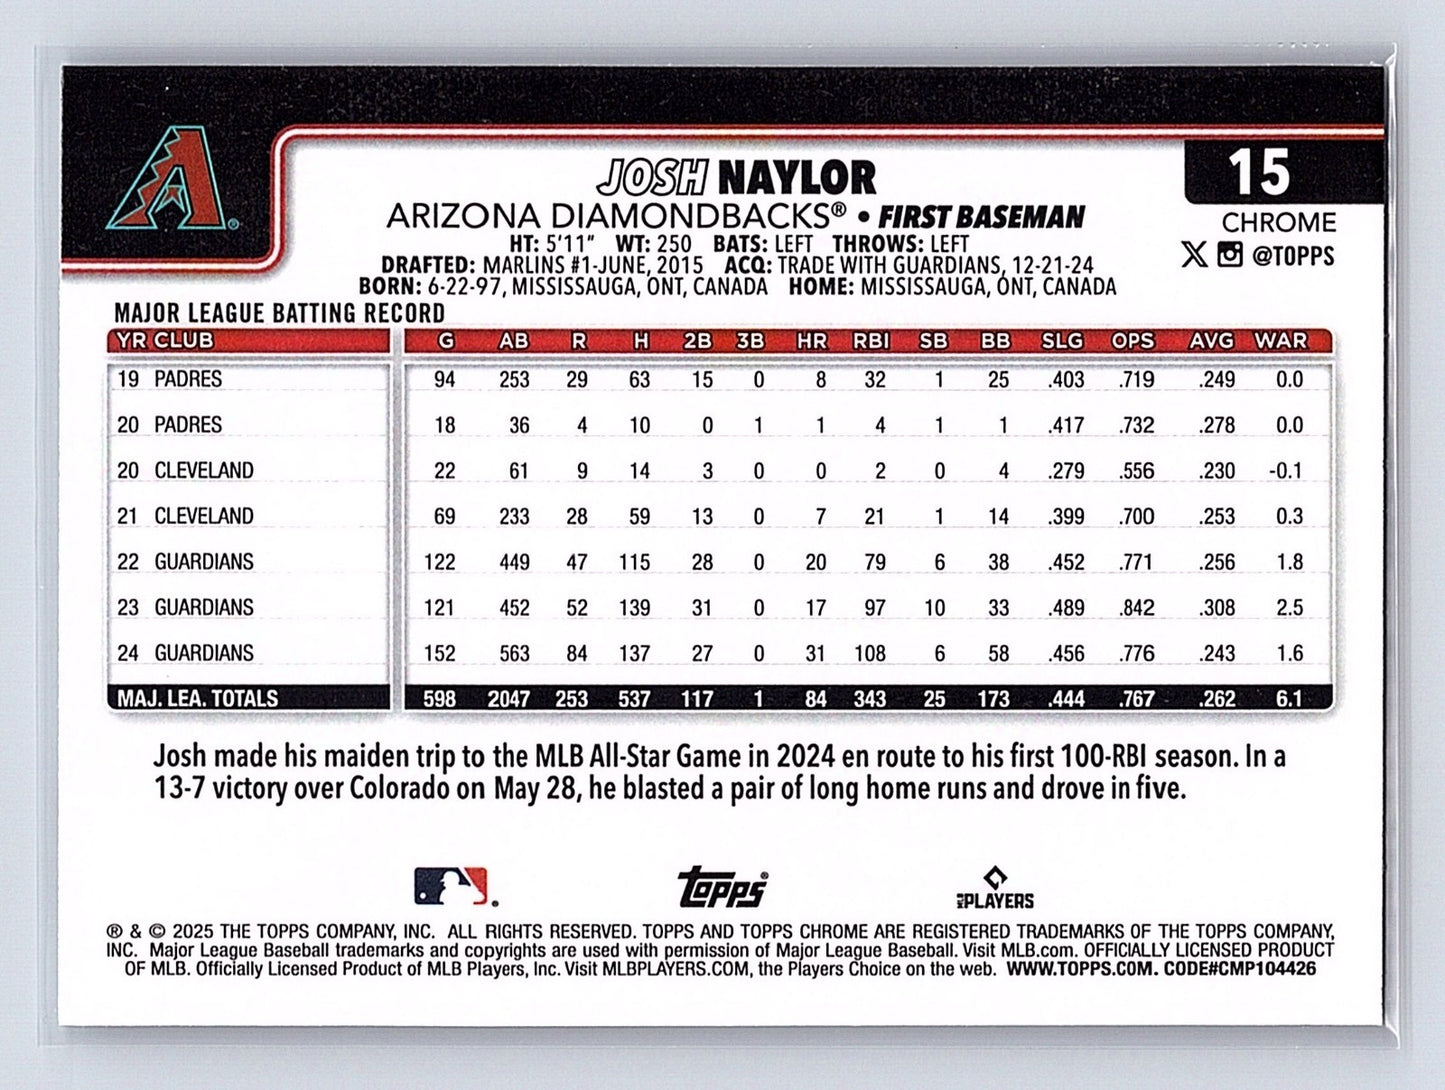 15
JOSH NAYLOR
ARIZONA DIAMONDBACKS® • FIRST BASEMAN
CHROME
@TOPPS
HT: 5'11" WT: 250 BATS: LEFT THROWS: LEFT
DRAFTED: MARLINS #1-JUNE, 2015 ACQ: TRADE WITH GUARDIANS, 12-21-24
BORN: 6-22-97, MISSISSAUGA, ONT, CANADA HOME: MISSISSAUGA, ONT, CANADA
MAJOR LEAGUE BATTING RECORD
YR CLUB G AB R H 2B 3B HR RBI SB BB SLG OPS AVG WAR
19 PADRES 94 253 29 63 15 0 8 32 1 25 .403 .719 .249 0.0
20 PADRES 18 36 4 10 0 1 1 4 1 1 .417 .732 .278 0.0
20 CLEVELAND 22 61 9 14 3 0 0 2 0 4 .279 .556 .230 -0.1
21 CLEVELAND 69 233 28 59 13 0 7 21 1 14 .399 .700 .253 0.3
22 GUARDIANS 122 449 47 115 28 0 20 79 6 38 .452 .771 .256 1.8
23 GUARDIANS 121 452 52 139 31 0 17 97 10 33 .489 .842 .308 2.5
24 GUARDIANS 152 563 84 137 27 0 31 108 6 58 .456 .776 .243 1.6
MAJ. LEA. TOTALS 598 2047 253 537 117 1 84 343 25 173 .444 .767 .262 6.1
Josh made his maiden trip to the MLB All-Star Game in 2024 en route to his first 100-RBI season. In a
13-7 victory over Colorado on May 28, he blasted a pair of long home runs and drove in five.
Topps® MLB PLAYERS
® & © 2025 THE TOPPS COMPANY, INC. ALL RIGHTS RESERVED. TOPPS AND TOPPS CHROME ARE REGISTERED TRADEMARKS OF THE TOPPS COMPANY,
INC. Major League Baseball trademarks and copyrights are used with permission of Major League Baseball. Visit MLB.com. OFFICIALLY LICENSED PRODUCT
OF MLB. Officially Licensed Product of MLB Players, Inc. Visit MLBPLAYERS.COM, the Players Choice on the web. WWW.TOPPS.COM. CODE#CMP104426